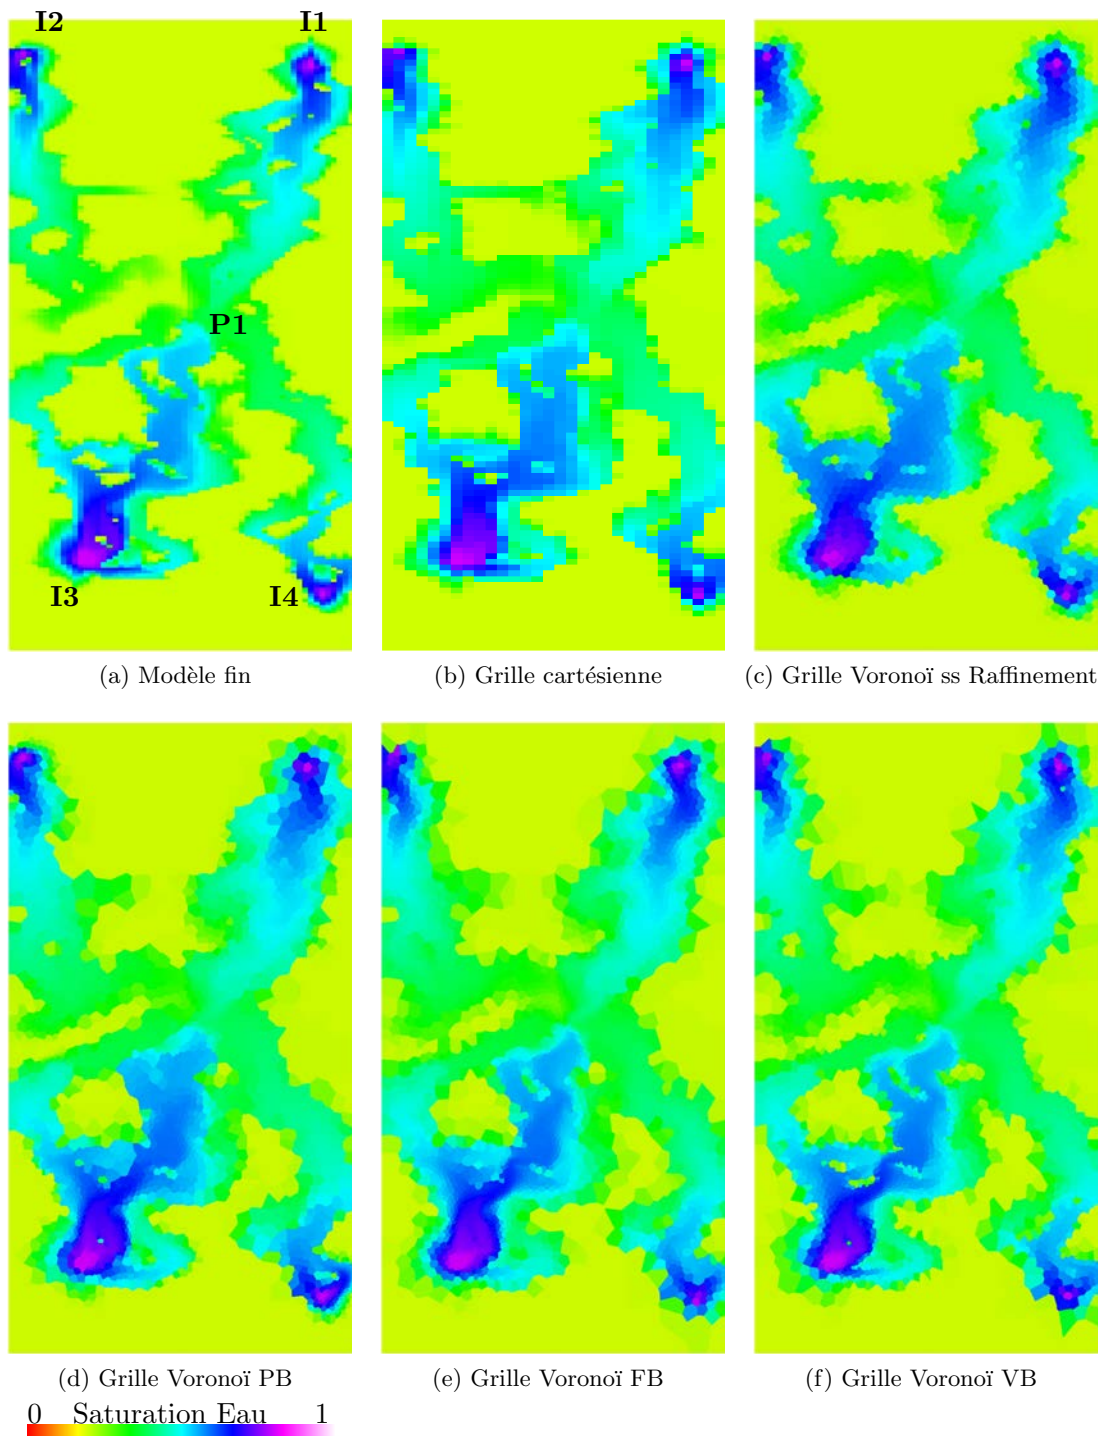 I2
I1
P1
I3
I4
(a) Modèle fin
(b) Grille cartésienne
(c) Grille Voronoï ss Raffinement
(d) Grille Voronoï PB
(e) Grille Voronoï FB
(f) Grille Voronoï VB
0 Saturation Eau 1